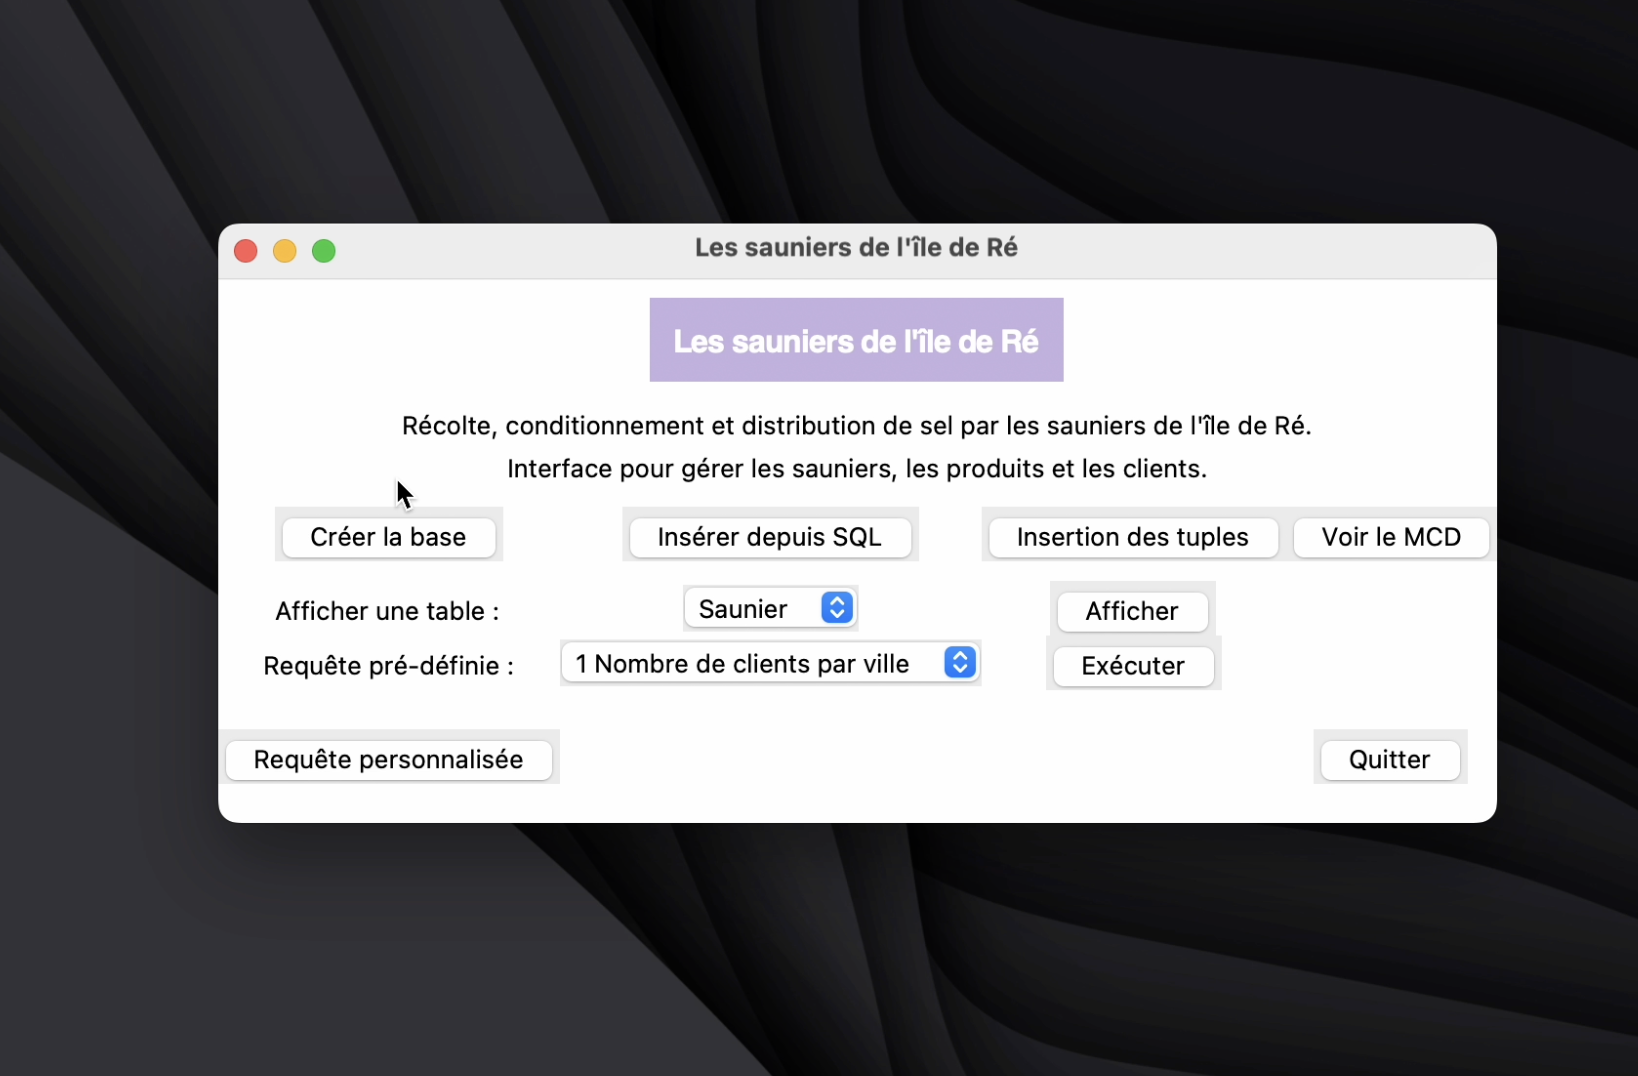 Les sauniers de l'île de Ré
Les sauniers de l'île de Ré
Récolte, conditionnement et distribution de sel par les sauniers de l'île de Ré.
Interface pour gérer les sauniers, les produits et les clients.
Créer la base Insérer depuis SQL Insertion des tuples Voir le MCD
Afficher une table : Saunier Afficher
Requête pré-définie : 1 Nombre de clients par ville Exécuter
Requête personnalisée Quitter